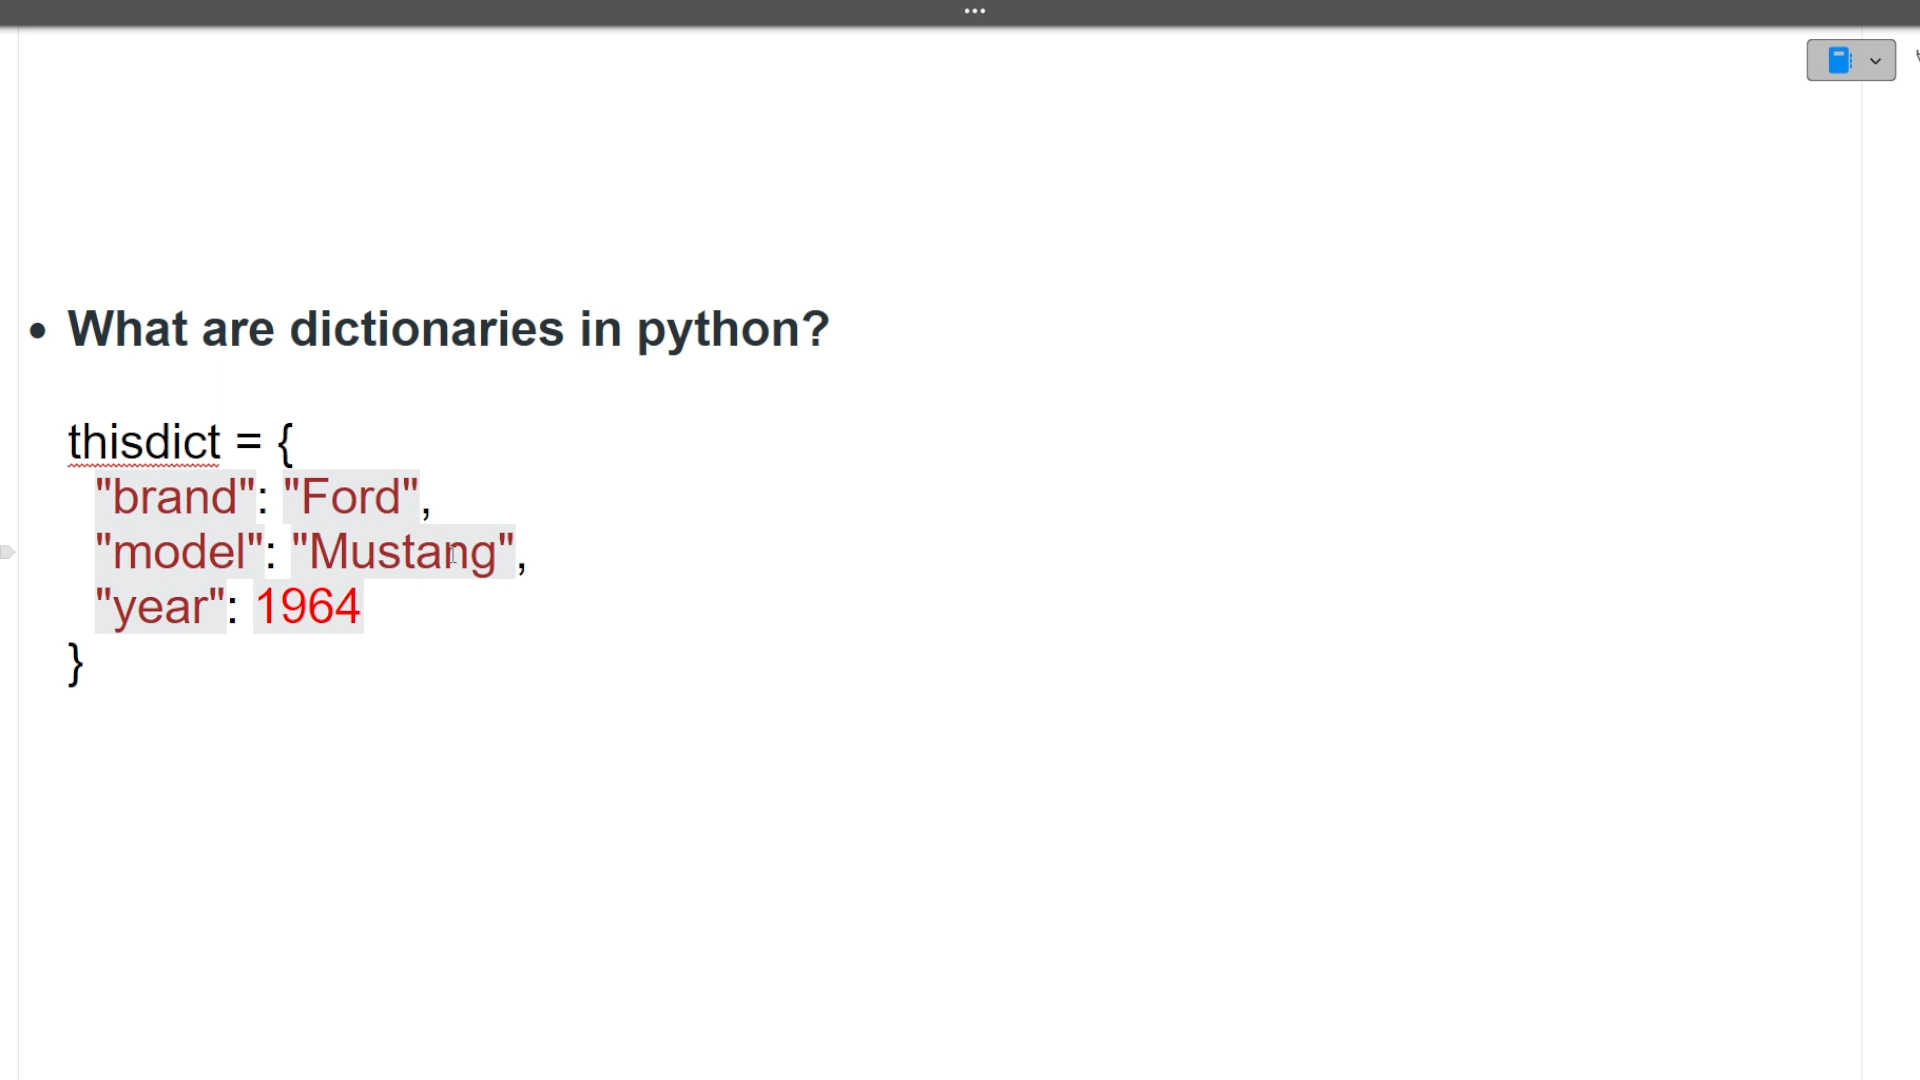 • What are dictionaries in python?
thisdict = {
"brand": "Ford",
"model": "Mustang",
"year": 1964
}